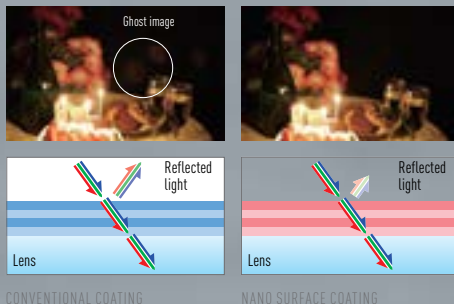 Ghost image
Reflected
light
Lens
Reflected
light
Lens
CONVENTIONAL COATING
NANO SURFACE COATING